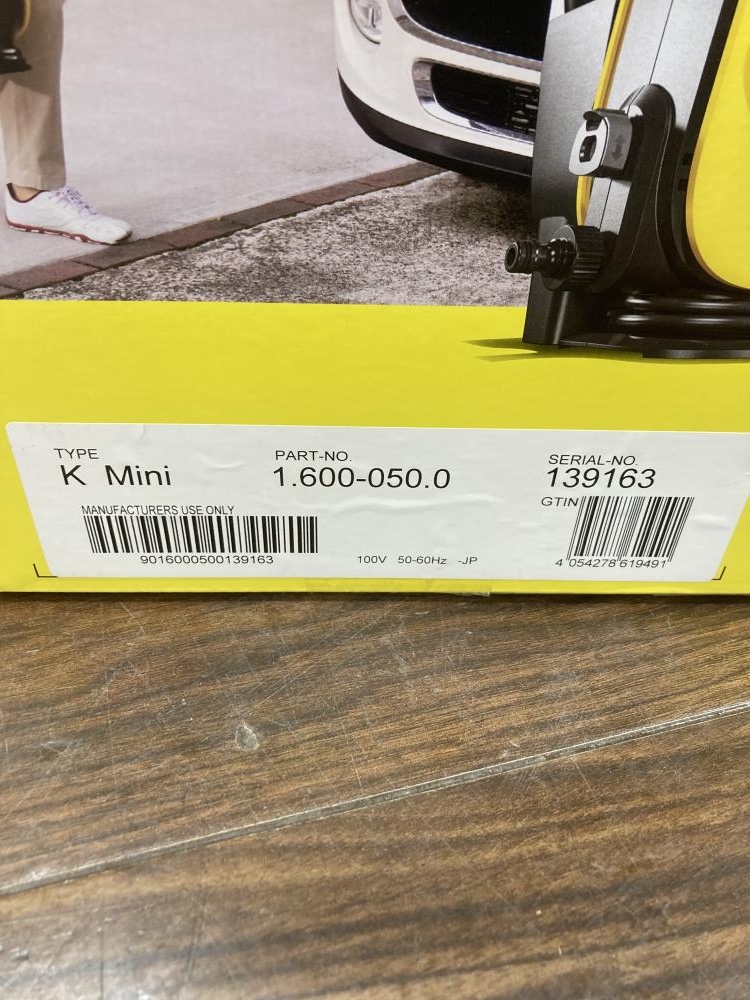 TYPE
K Mini
PART-NO.
1.600-050.0
SERIAL-NO.
139163
MANUFACTURERS USE ONLY
9016000500139163
100V 50-60Hz -JP
GTIN
4 054278 619491